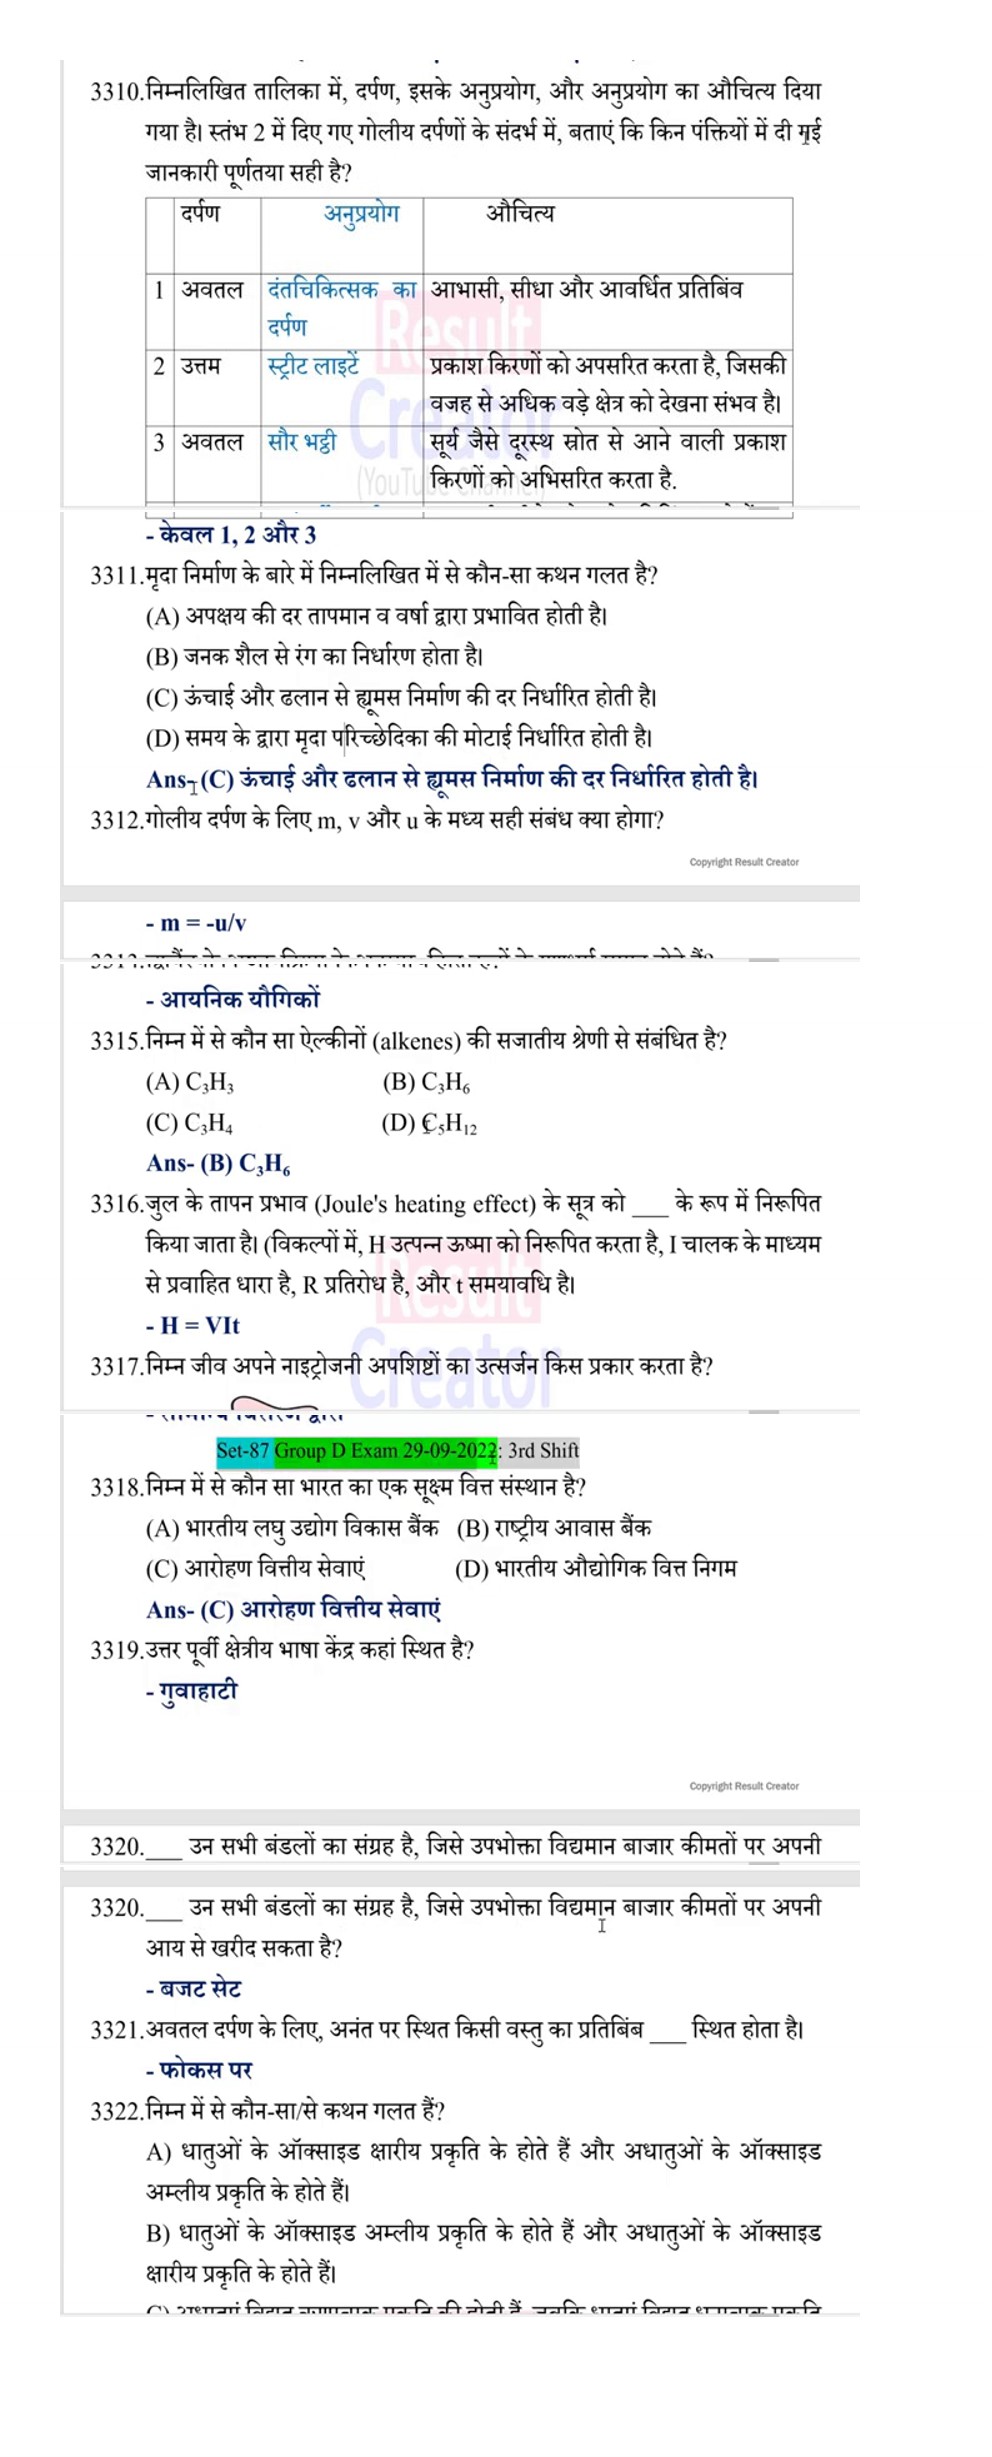 3310.निम्नलिखित तालिका में, दर्पण, इसके अनुप्रयोग, और अनुप्रयोग का औचित्य दिया
गया है। स्तंभ 2 में दिए गए गोलीय दर्पणों के संदर्भ में, बताएं कि किन पंक्तियों में दी गई
जानकारी पूर्णतया सही है?
दर्पण अनुप्रयोग औचित्य
1 अवतल दंतचिकित्सक का आभासी, सीधा और आवर्धित प्रतिबिंव
दर्पण
2 उत्तम स्ट्रीट लाइटें प्रकाश किरणों को अपसरित करता है, जिसकी
वजह से अधिक वड़े क्षेत्र को देखना संभव है।
3 अवतल सौर भट्ठी सूर्य जैसे दूरस्थ स्रोत से आने वाली प्रकाश
किरणों को अभिसरित करता है.
Result
Creator
(YouTube Channel)
- केवल 1, 2 और 3
3311.मृदा निर्माण के बारे में निम्नलिखित में से कौन-सा कथन गलत है?
(A) अपक्षय की दर तापमान व वर्षा द्वारा प्रभावित होती है।
(B) जनक शैल से रंग का निर्धारण होता है।
(C) ऊंचाई और ढलान से ह्यूमस निर्माण की दर निर्धारित होती है।
(D) समय के द्वारा मृदा परिच्छेदिका की मोटाई निर्धारित होती है।
Ans- (C) ऊंचाई और ढलान से ह्यूमस निर्माण की दर निर्धारित होती है।
3312.गोलीय दर्पण के लिए m, v और u के मध्य सही संबंध क्या होगा?
Copyright Result Creator
- m = -u/v
- आयनिक यौगिकों
3315.निम्न में से कौन सा ऐल्कीनों (alkenes) की सजातीय श्रेणी से संबंधित है?
(A) C₃H₃ (B) C₃H₆
(C) C₃H₄ (D) C₅H₁₂
Ans- (B) C₃H₆
3316.जुल के तापन प्रभाव (Joule's heating effect) के सूत्र को ___ के रूप में निरूपित
किया जाता है। (विकल्पों में, H उत्पन्न ऊष्मा को निरूपित करता है, I चालक के माध्यम
से प्रवाहित धारा है, R प्रतिरोध है, और t समयावधि है।
- H = VIt
Result
Creator
3317.निम्न जीव अपने नाइट्रोजनी अपशिष्टों का उत्सर्जन किस प्रकार करता है?
Set-87 Group D Exam 29-09-2022: 3rd Shift
3318.निम्न में से कौन सा भारत का एक सूक्ष्म वित्त संस्थान है?
(A) भारतीय लघु उद्योग विकास बैंक (B) राष्ट्रीय आवास बैंक
(C) आरोहण वित्तीय सेवाएं (D) भारतीय औद्योगिक वित्त निगम
Ans- (C) आरोहण वित्तीय सेवाएं
3319.उत्तर पूर्वी क्षेत्रीय भाषा केंद्र कहां स्थित है?
- गुवाहाटी
Copyright Result Creator
3320.___ उन सभी बंडलों का संग्रह है, जिसे उपभोक्ता विद्यमान बाजार कीमतों पर अपनी
3320.___ उन सभी बंडलों का संग्रह है, जिसे उपभोक्ता विद्यमान बाजार कीमतों पर अपनी
आय से खरीद सकता है?
- बजट सेट
3321.अवतल दर्पण के लिए, अनंत पर स्थित किसी वस्तु का प्रतिबिंब ___ स्थित होता है।
- फोकस पर
3322.निम्न में से कौन-सा/से कथन गलत हैं?
A) धातुओं के ऑक्साइड क्षारीय प्रकृति के होते हैं और अधातुओं के ऑक्साइड
अम्लीय प्रकृति के होते हैं।
B) धातुओं के ऑक्साइड अम्लीय प्रकृति के होते हैं और अधातुओं के ऑक्साइड
क्षारीय प्रकृति के होते हैं।